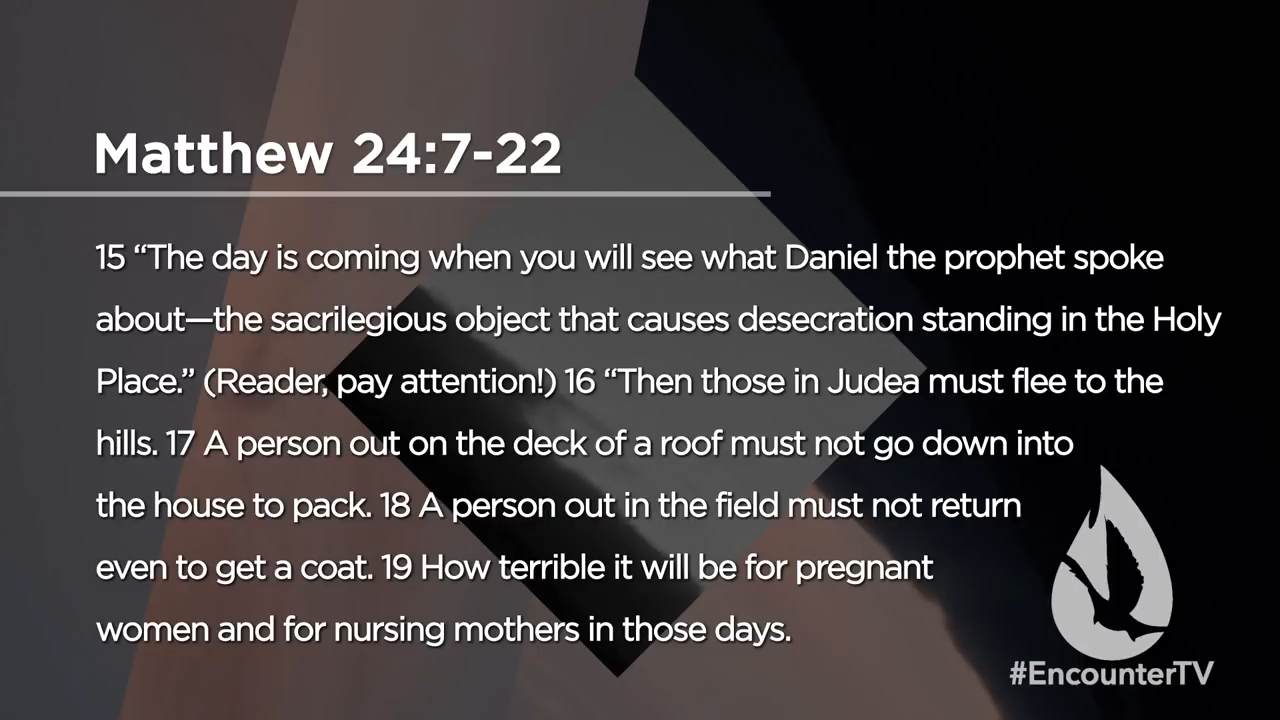 Matthew 24:7-22
15 “The day is coming when you will see what Daniel the prophet spoke
about—the sacrilegious object that causes desecration standing in the Holy
Place.” (Reader, pay attention!) 16 “Then those in Judea must flee to the
hills. 17 A person out on the deck of a roof must not go down into
the house to pack. 18 A person out in the field must not return
even to get a coat. 19 How terrible it will be for pregnant
women and for nursing mothers in those days.
#EncounterTV